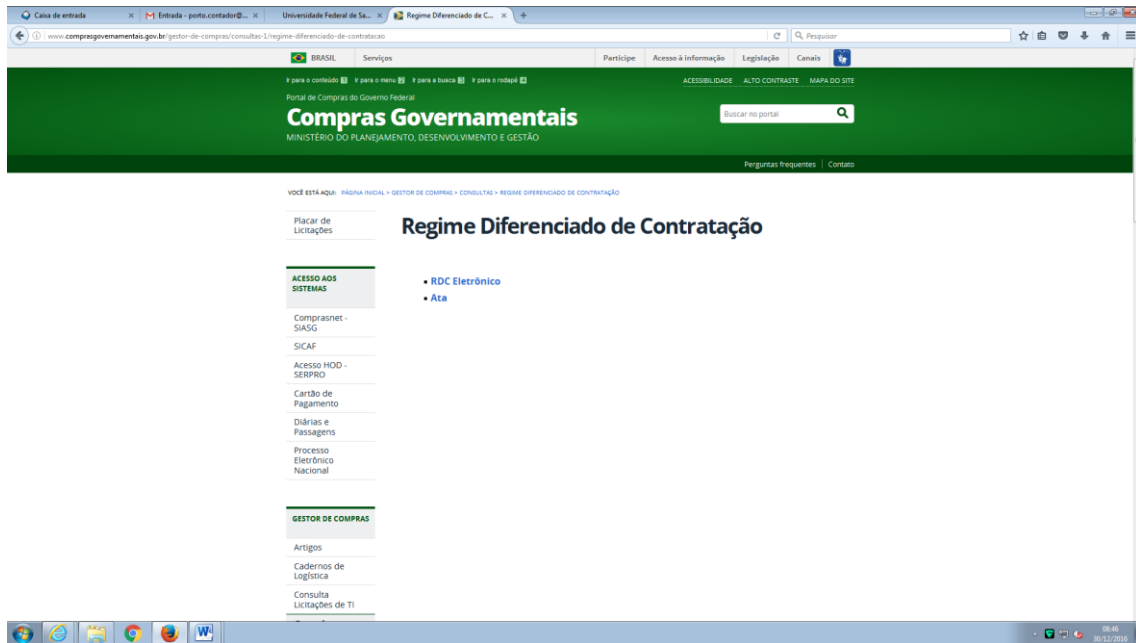 Caixa de entrada
Entrada - porto.contador@...
Universidade Federal de Sa...
Regime Diferenciado de C...
www.comprasgovernamentais.gov.br/gestor-de-compras/consultas-1/regime-diferenciado-de-contratacao
Pesquisar
BRASIL
Serviços
Participe
Acesso à informação
Legislação
Canais
Ir para o conteúdo 1 Ir para o menu 2 Ir para a busca 3 Ir para o rodapé 4
ACESSIBILIDADE ALTO CONTRASTE MAPA DO SITE
Portal de Compras do Governo Federal
Compras Governamentais
MINISTÉRIO DO PLANEJAMENTO, DESENVOLVIMENTO E GESTÃO
Buscar no portal
Perguntas frequentes | Contato
VOCÊ ESTÁ AQUI: PÁGINA INICIAL > GESTOR DE COMPRAS > CONSULTAS > REGIME DIFERENCIADO DE CONTRATAÇÃO
Placar de
Licitações
Regime Diferenciado de Contratação
RDC Eletrônico
Ata
ACESSO AOS
SISTEMAS
Comprasnet -
SIASG
SICAF
Acesso HOD -
SERPRO
Cartão de
Pagamento
Diárias e
Passagens
Processo
Eletrônico
Nacional
GESTOR DE COMPRAS
Artigos
Cadernos de
Logística
Consulta
Licitações de TI
06:46
30/12/2016